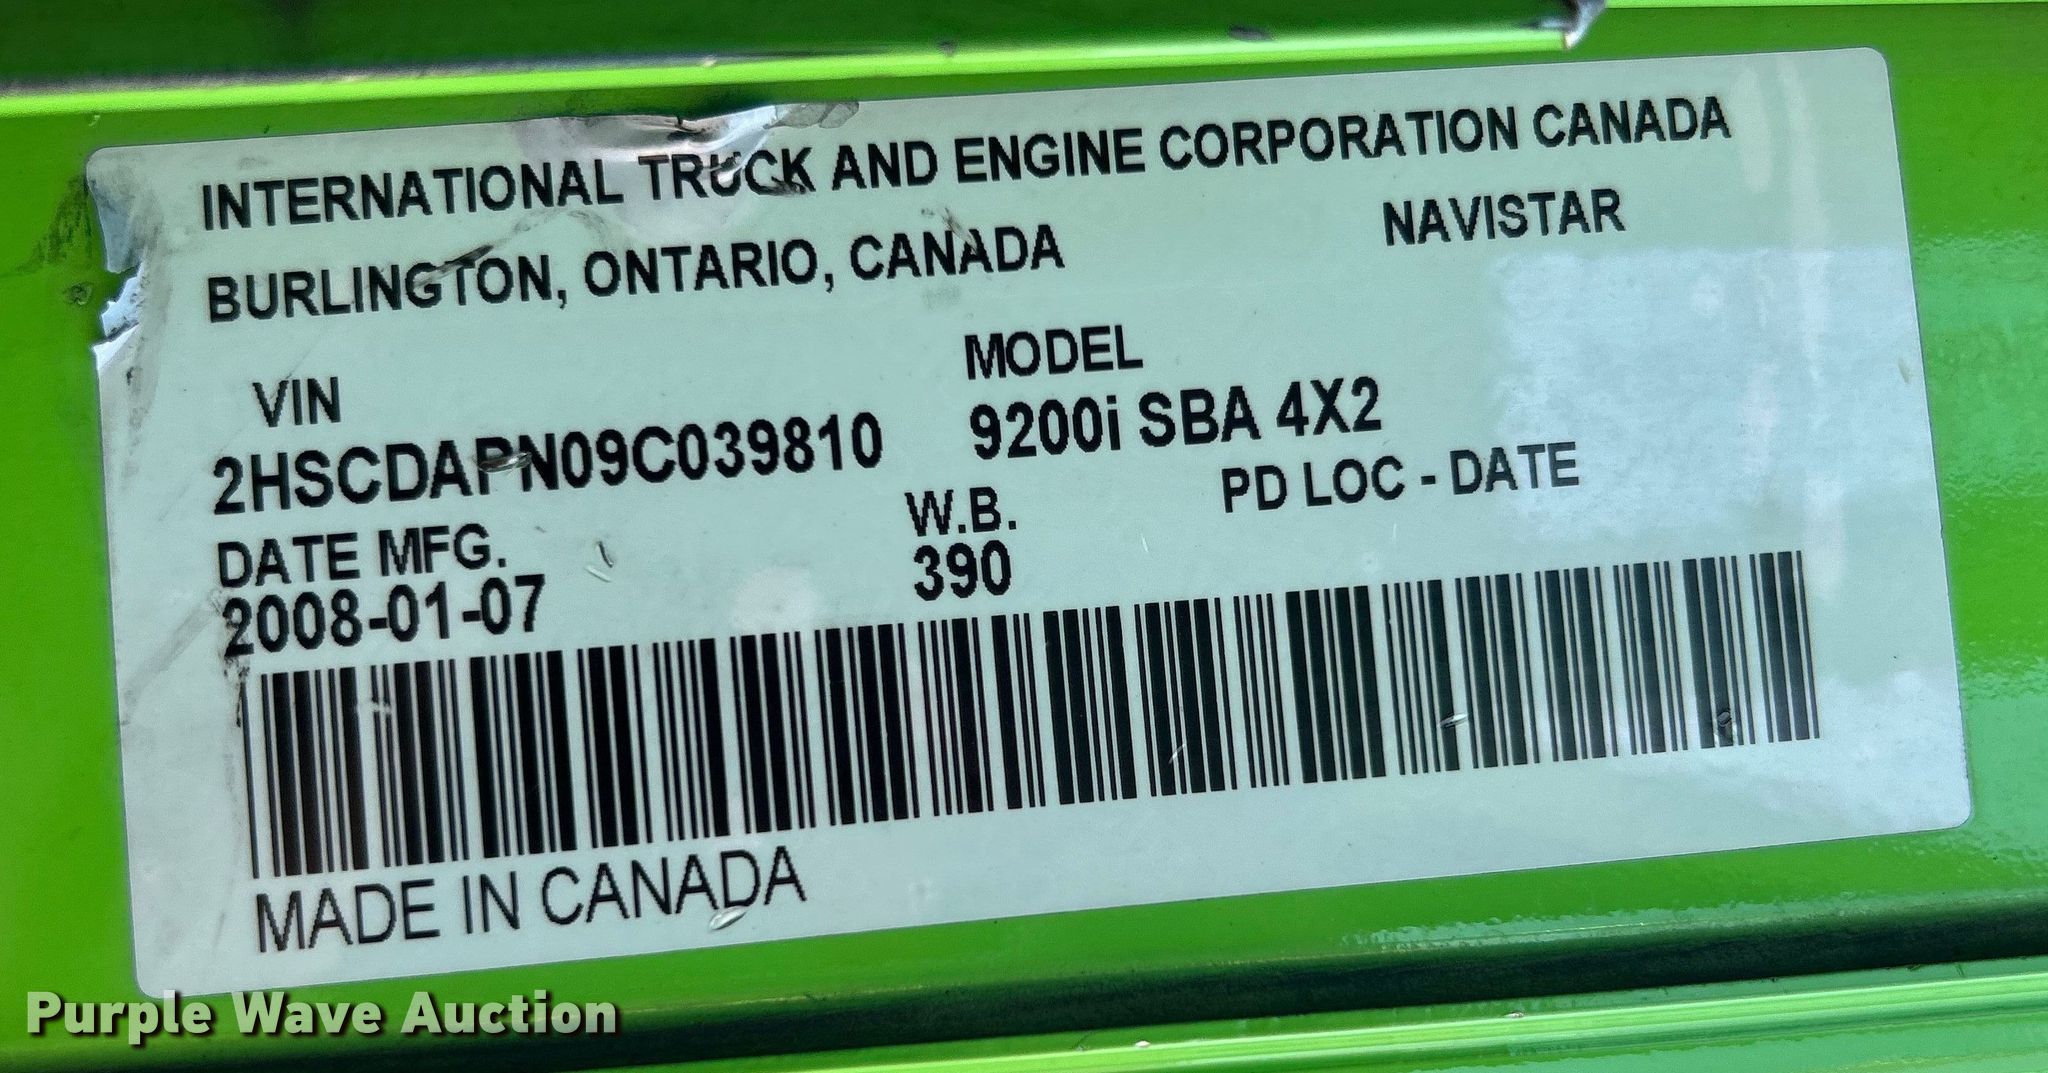 INTERNATIONAL TRUCK AND ENGINE CORPORATION CANADA
BURLINGTON, ONTARIO, CANADA NAVISTAR
VIN MODEL
2HSCDAPN09C039810 9200i SBA 4X2
DATE MFG. W.B. PD LOC - DATE
2008-01-07 390
MADE IN CANADA
Purple Wave Auction